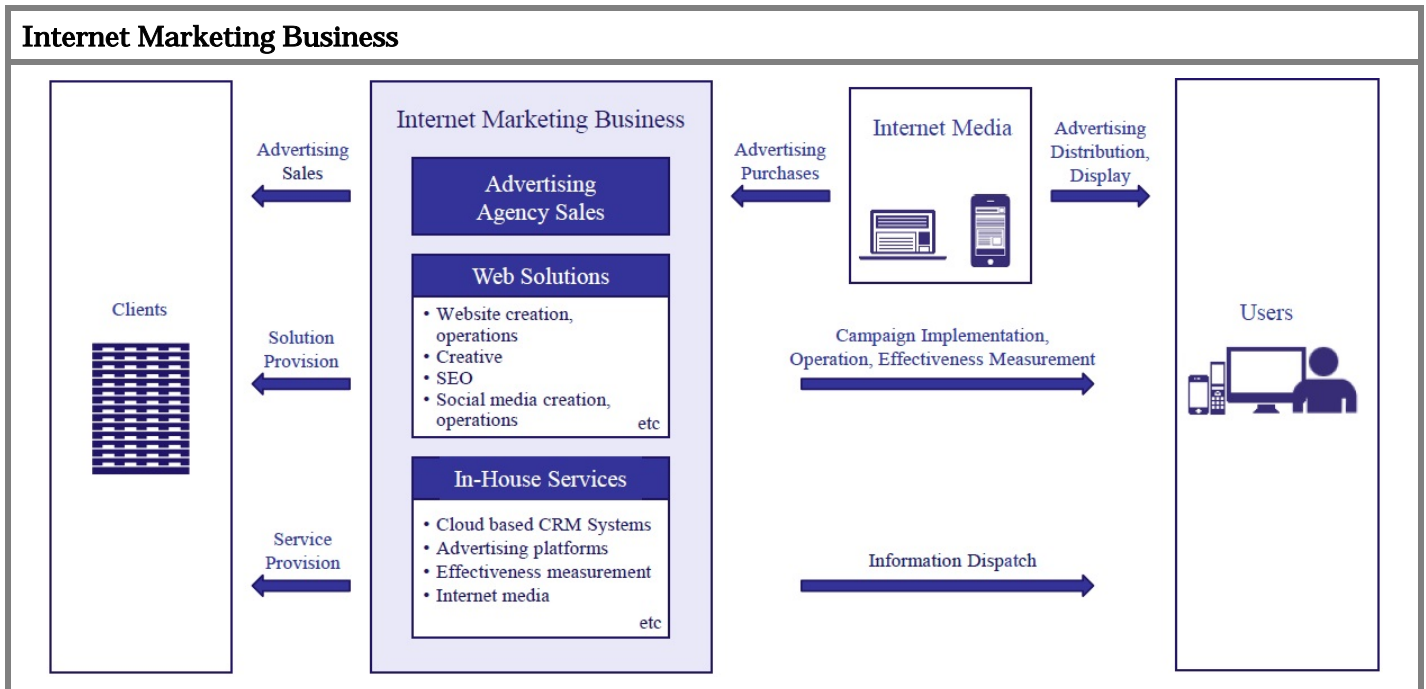 Internet Marketing Business
Clients
Advertising
Sales
Solution
Provision
Service
Provision
Internet Marketing Business
Advertising
Agency Sales
Web Solutions
• Website creation,
operations
• Creative
• SEO
• Social media creation,
operations
etc
In-House Services
• Cloud based CRM Systems
• Advertising platforms
• Effectiveness measurement
• Internet media
etc
Advertising
Purchases
Internet Media
Advertising
Distribution,
Display
Campaign Implementation,
Operation, Effectiveness Measurement
Information Dispatch
Users